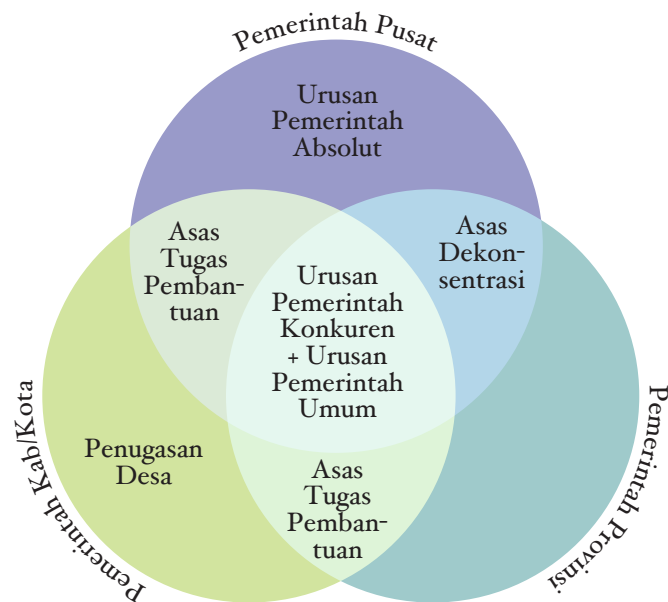 Pemerintah Pusat
Urusan
Pemerintah
Absolut
Asas
Tugas
Pemban-
tuan
Asas
Dekon-
sentrasi
Urusan
Pemerintah
Konkuren
+ Urusan
Pemerintah
Umum
Pemerintah Kab/Kota
Penugasan
Desa
Asas
Tugas
Pemban-
tuan
Pemerintah Provinsi